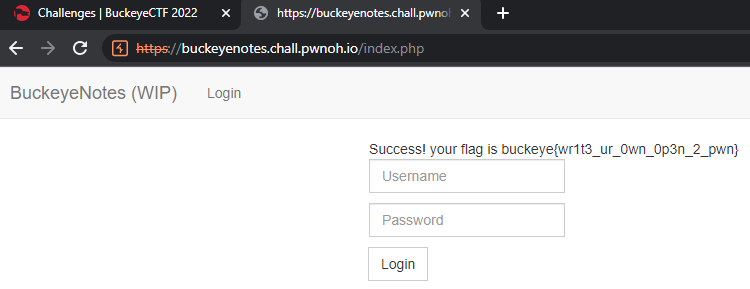 Challenges | BuckeyeCTF 2022
https://buckeyenotes.chall.pwnoh
https://buckeyenotes.chall.pwnoh.io/index.php
BuckeyeNotes (WIP)
Login
Success! your flag is buckeye{wr1t3_ur_0wn_0p3n_2_pwn}
Username
Password
Login